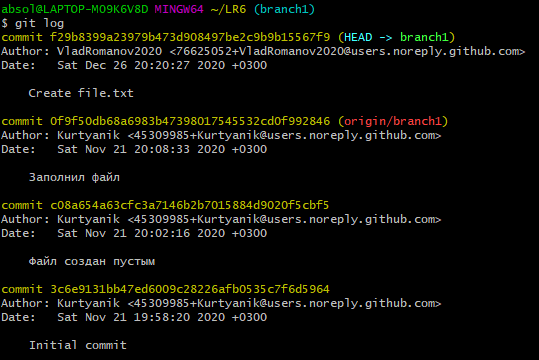 absol@LAPTOP-MO9K6V8D MINGW64 ~/LR6 (branch1)
$ git log
commit f29b8399a23979b473d908497be2c9b9b15567f9 (HEAD -> branch1)
Author: VladRomanov2020 <76625052+VladRomanov2020@users.noreply.github.com>
Date:   Sat Dec 26 20:20:27 2020 +0300
    Create file.txt
commit 0f9f50db68a6983b47398017545532cd0f992846 (origin/branch1)
Author: Kurtyanik <45309985+Kurtyanik@users.noreply.github.com>
Date:   Sat Nov 21 20:08:33 2020 +0300
    Заполнил файл
commit c08a654a63cfc3a7146b2b7015884d9020f5cbf5
Author: Kurtyanik <45309985+Kurtyanik@users.noreply.github.com>
Date:   Sat Nov 21 20:02:16 2020 +0300
    Файл создан пустым
commit 3c6e9131bb47ed6009c28226afb0535c7f6d5964
Author: Kurtyanik <45309985+Kurtyanik@users.noreply.github.com>
Date:   Sat Nov 21 19:58:20 2020 +0300
    Initial commit